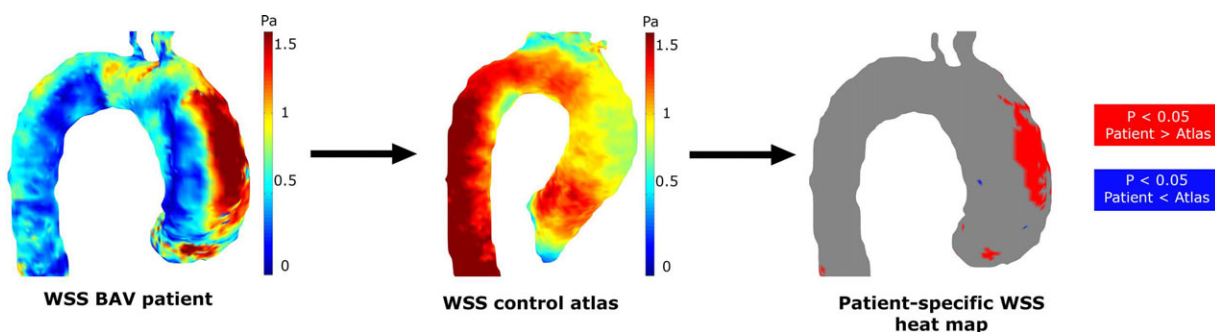 Pa
1.5
1
0.5
0
WSS BAV patient
Pa
1.5
1
0.5
0
WSS control atlas
Patient-specific WSS
heat map
P < 0.05
Patient > Atlas
P < 0.05
Patient < Atlas